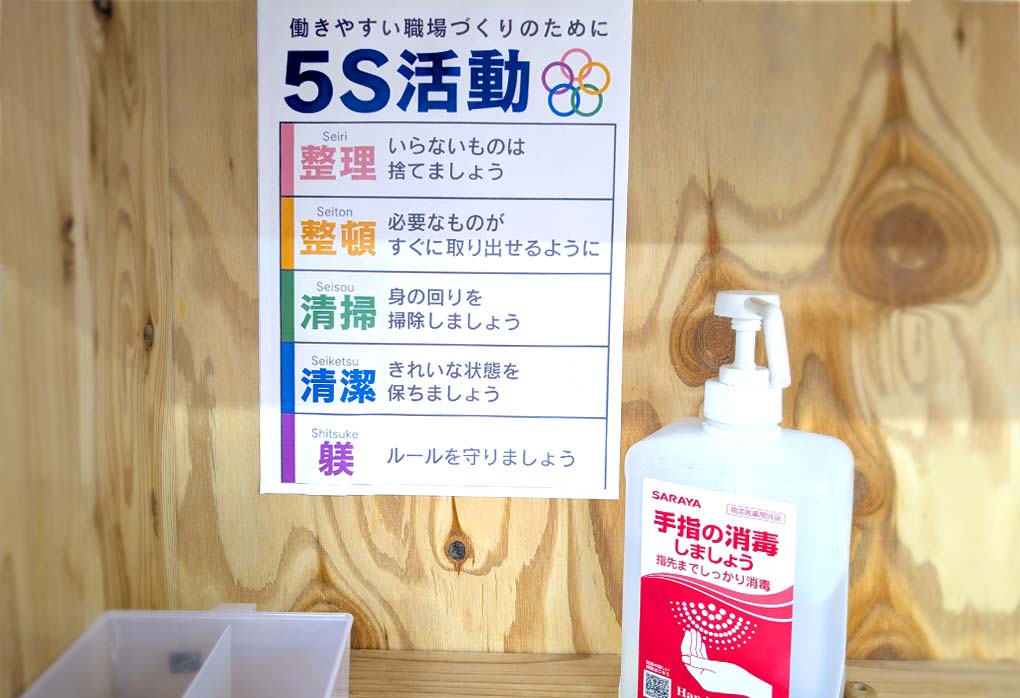 働きやすい職場づくりのために
5S活動
Seiri
整理
いらないものは
捨てましょう
Seiton
整頓
必要なものが
すぐに取り出せるように
Seisou
清掃
身の回りを
掃除しましょう
Seiketsu
清潔
きれいな状態を
保ちましょう
Shitsuke
躾
ルールを守りましょう
SARAYA
指定医薬部外品
手指の消毒
しましょう
指先までしっかり消毒